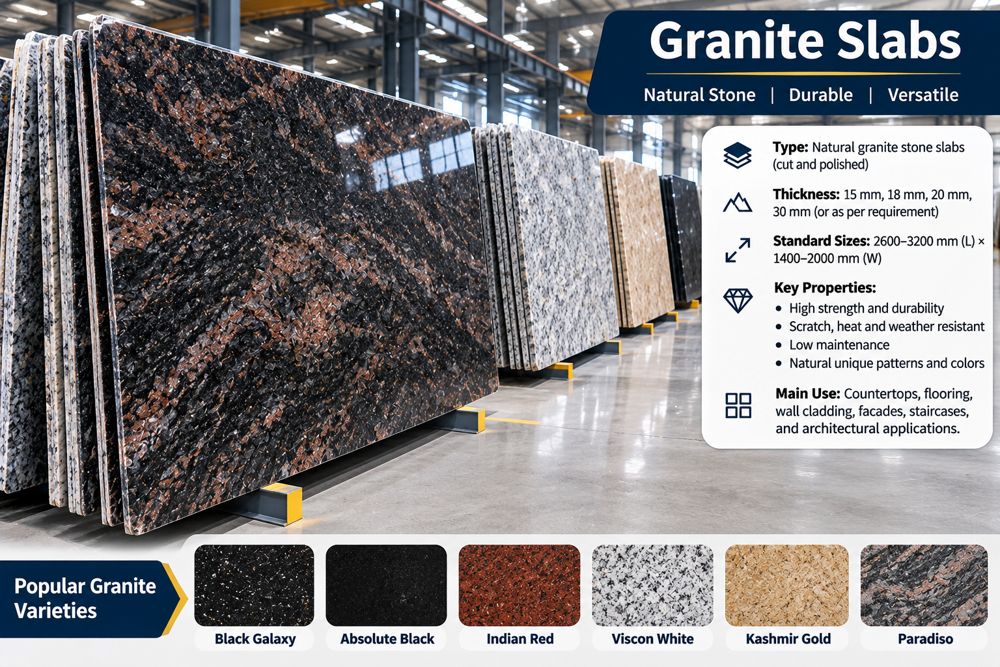 Granite Slabs
Natural Stone | Durable | Versatile
Type: Natural granite stone slabs
(cut and polished)
Thickness: 15 mm, 18 mm, 20 mm,
30 mm (or as per requirement)
Standard Sizes: 2600–3200 mm (L) ×
1400–2000 mm (W)
Key Properties:
• High strength and durability
• Scratch, heat and weather resistant
• Low maintenance
• Natural unique patterns and colors
Main Use: Countertops, flooring,
wall cladding, facades, staircases,
and architectural applications.
Popular Granite
Varieties
Black Galaxy
Absolute Black
Indian Red
Viscon White
Kashmir Gold
Paradiso